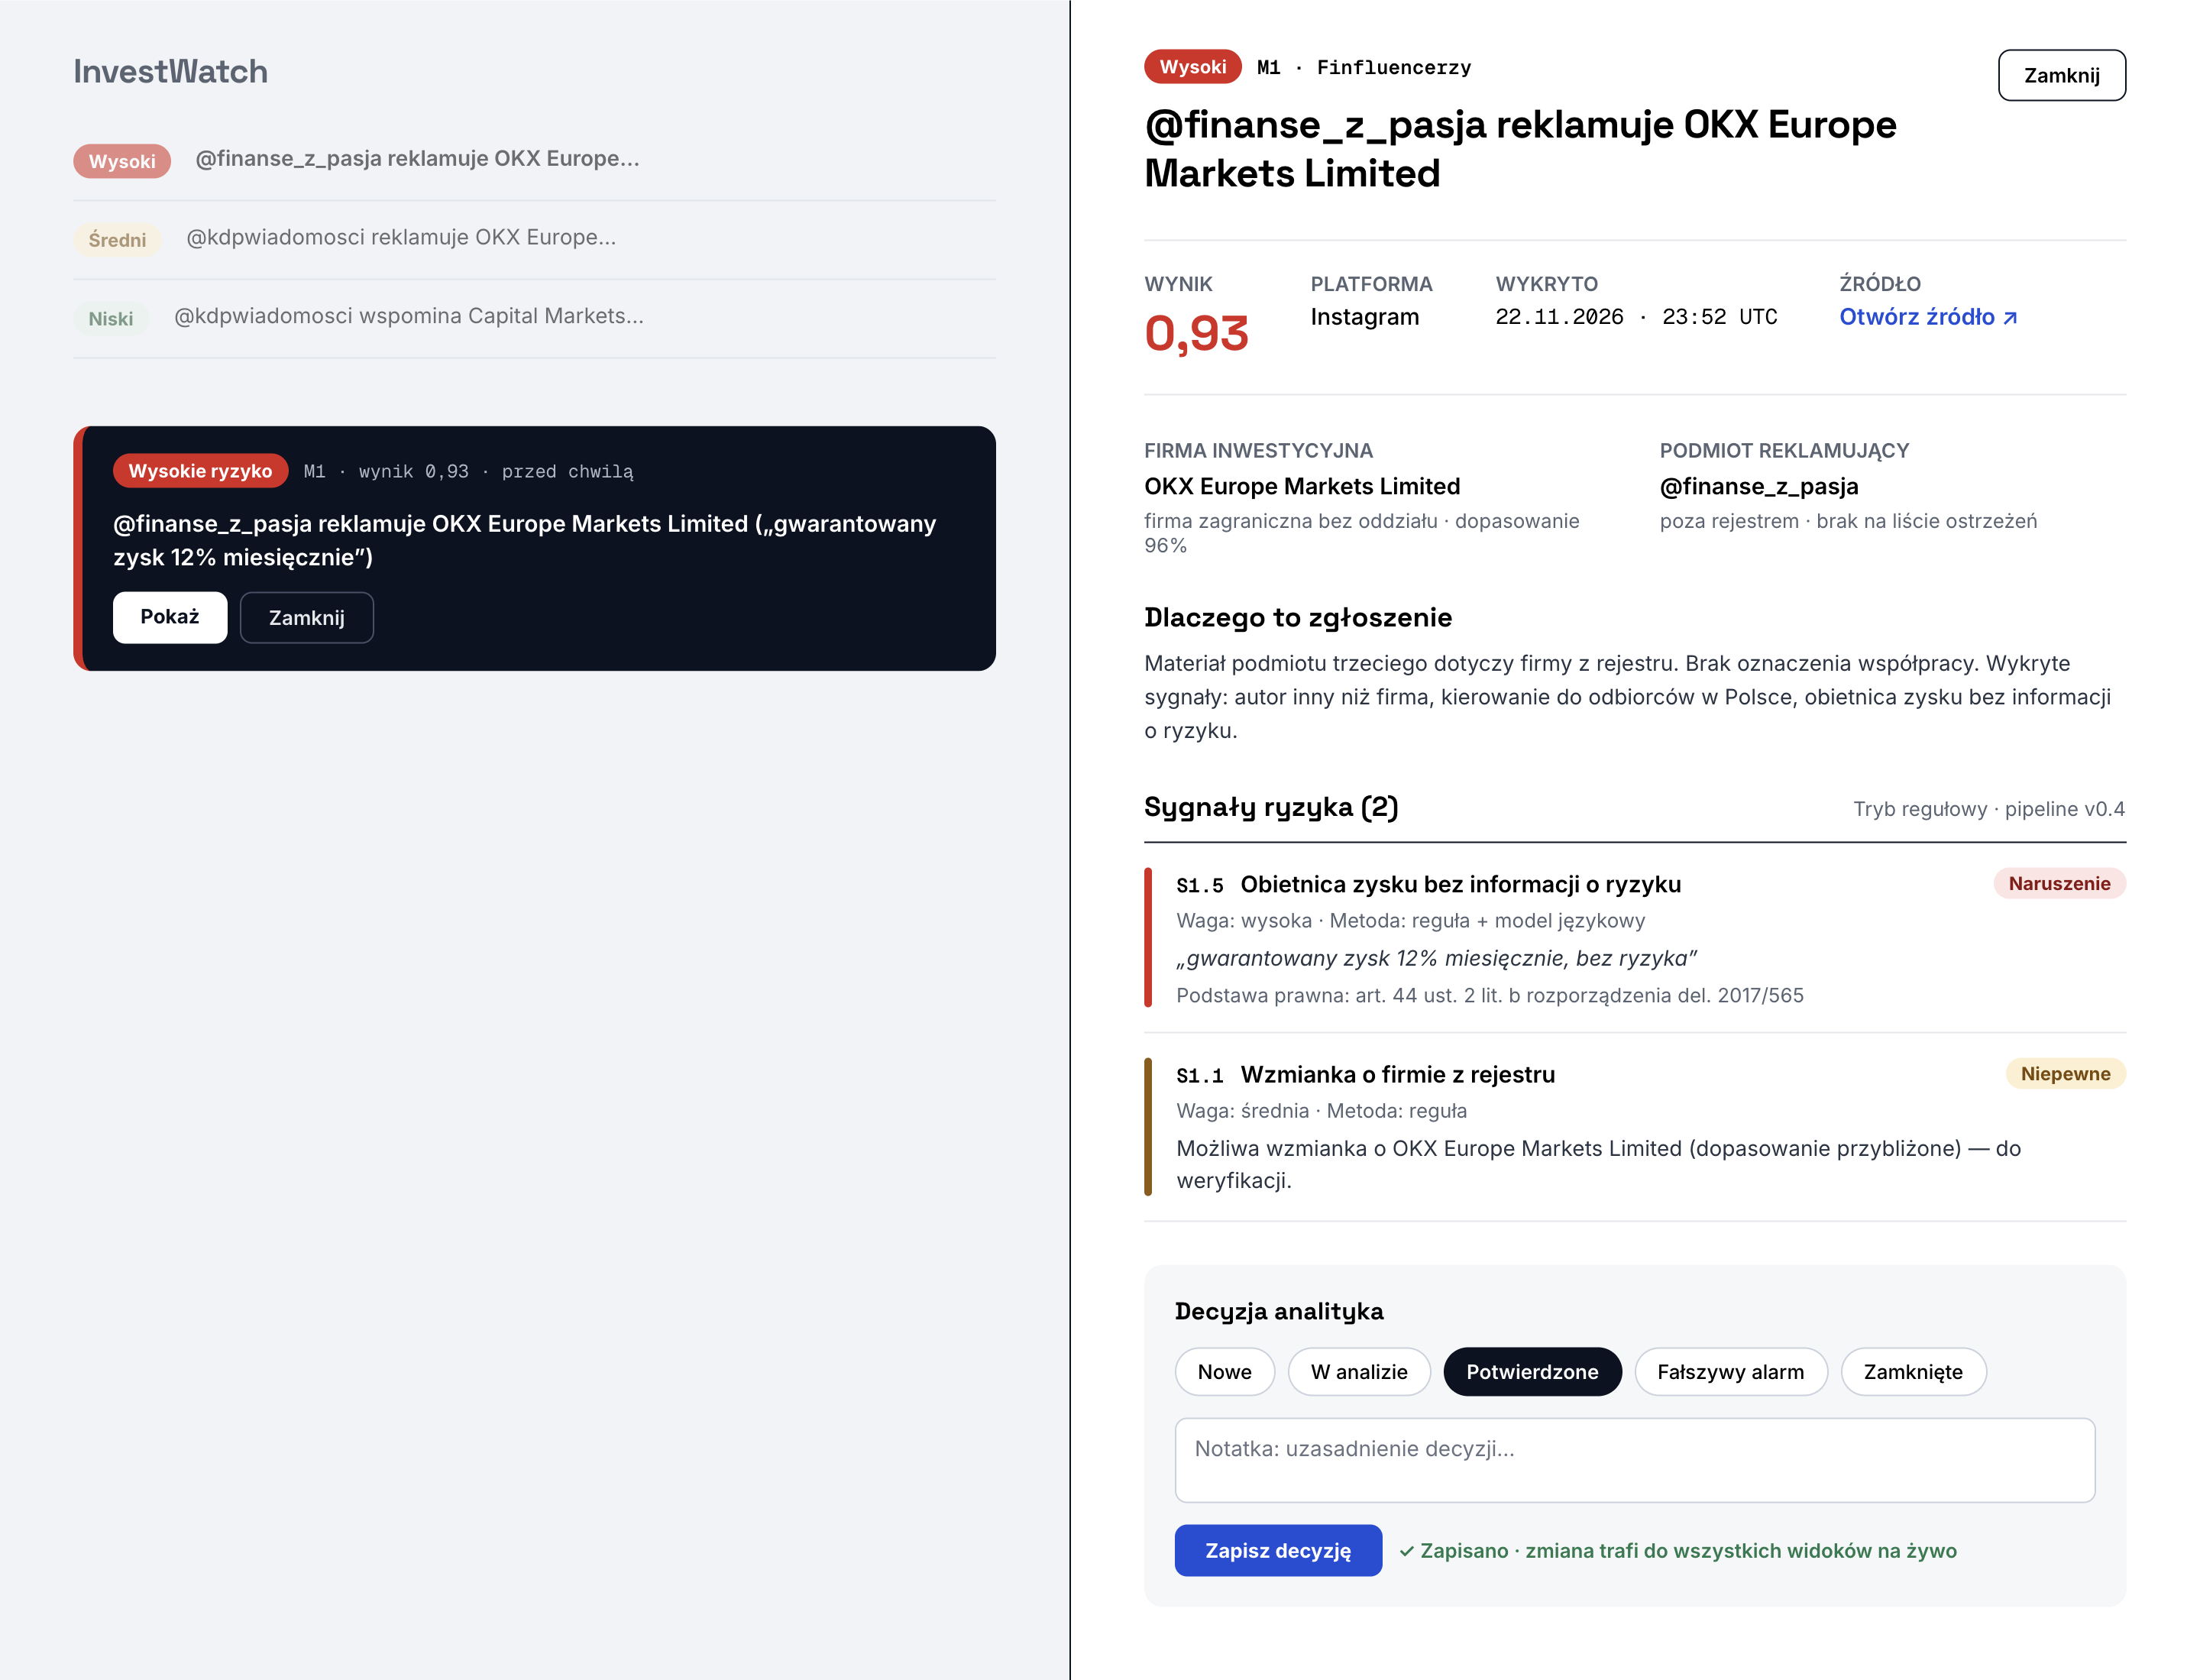 InvestWatch
Wysoki @finanse_z_pasja reklamuje OKX Europe...
Średni @kdpwiadomosci reklamuje OKX Europe...
Niski @kdpwiadomosci wspomina Capital Markets...
Wysokie ryzyko M1 · wynik 0,93 · przed chwilą
@finanse_z_pasja reklamuje OKX Europe Markets Limited („gwarantowany
zysk 12% miesięcznie”)
Pokaż Zamknij
Wysoki M1 · Finfluencerzy
Zamknij
@finanse_z_pasja reklamuje OKX Europe
Markets Limited
WYNIK PLATFORMA WYKRYTO ŹRÓDŁO
0,93 Instagram 22.11.2026 · 23:52 UTC Otwórz źródło ↗
FIRMA INWESTYCYJNA PODMIOT REKLAMUJĄCY
OKX Europe Markets Limited @finanse_z_pasja
firma zagraniczna bez oddziału · dopasowanie poza rejestrem · brak na liście ostrzeżeń
96%
Dlaczego to zgłoszenie
Materiał podmiotu trzeciego dotyczy firmy z rejestru. Brak oznaczenia współpracy. Wykryte
sygnały: autor inny niż firma, kierowanie do odbiorców w Polsce, obietnica zysku bez informacji
o ryzyku.
Sygnały ryzyka (2) Tryb regułowy · pipeline v0.4
S1.5 Obietnica zysku bez informacji o ryzyku Naruszenie
Waga: wysoka · Metoda: reguła + model językowy
„gwarantowany zysk 12% miesięcznie, bez ryzyka”
Podstawa prawna: art. 44 ust. 2 lit. b rozporządzenia del. 2017/565
S1.1 Wzmianka o firmie z rejestru Niepewne
Waga: średnia · Metoda: reguła
Możliwa wzmianka o OKX Europe Markets Limited (dopasowanie przybliżone) — do
weryfikacji.
Decyzja analityka
Nowe W analizie Potwierdzone Fałszywy alarm Zamknięte
Notatka: uzasadnienie decyzji...
Zapisz decyzję ✓ Zapisano · zmiana trafi do wszystkich widoków na żywo